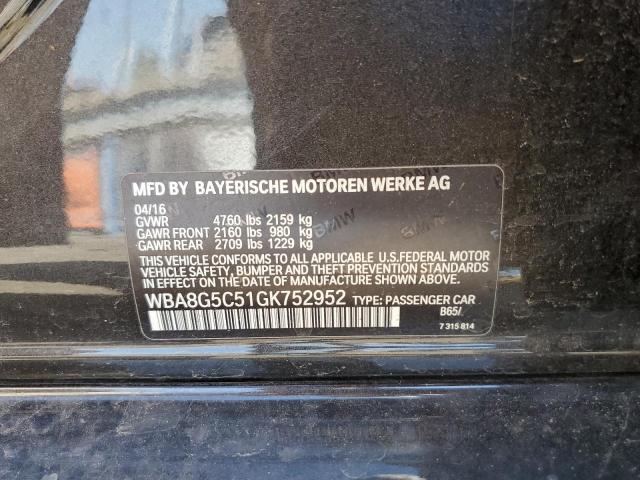 MFD BY BAYERISCHE MOTOREN WERKE AG
04/16
GVWR 4760 lbs 2159 kg
GAWR FRONT 2160 lbs 980 kg
GAWR REAR 2709 lbs 1229 kg
THIS VEHICLE CONFORMS TO ALL APPLICABLE U.S.FEDERAL MOTOR
VEHICLE SAFETY, BUMPER AND THEFT PREVENTION STANDARDS
IN EFFECT ON THE DATE OF MANUFACTURE SHOWN ABOVE.
WBA8G5C51GK752952 TYPE: PASSENGER CAR
B65/
7 315 814